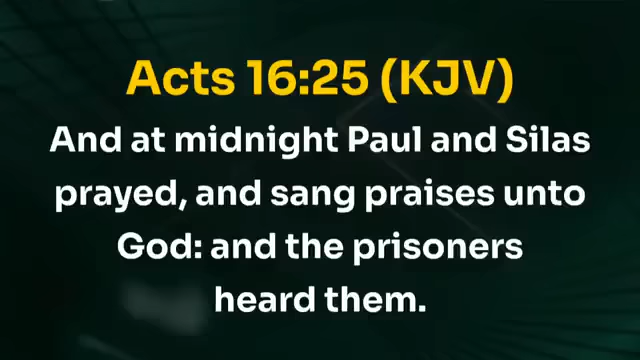 Acts 16:25 (KJV)
And at midnight Paul and Silas
prayed, and sang praises unto
God: and the prisoners
heard them.